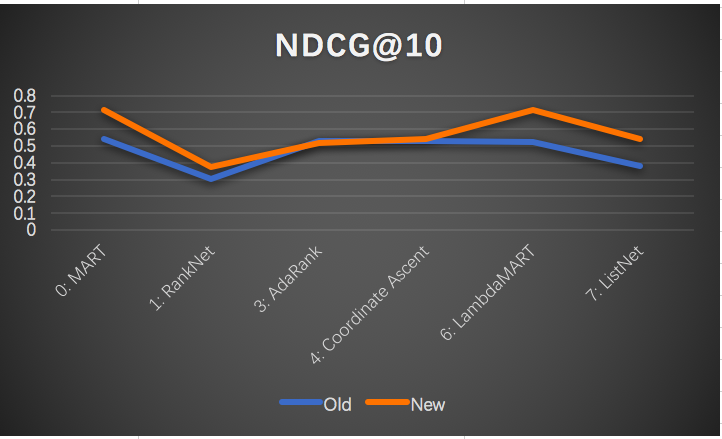 NDCG@10
0.8
0.7
0.6
0.5
0.4
0.3
0.2
0.1
0
0: MART
1: RankNet
3: AdaRank
4: Coordinate Ascent
6: LambdaMART
7: ListNet
Old New